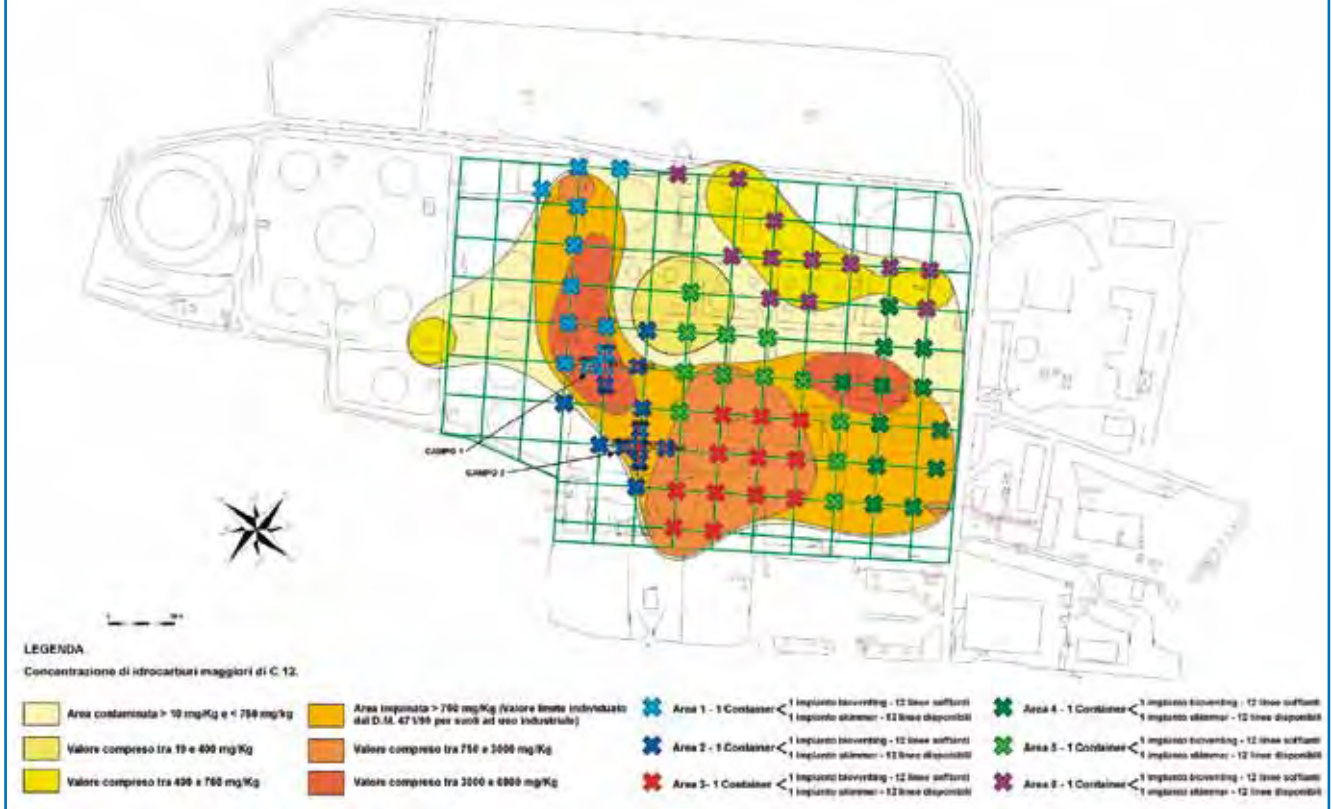 CAMPO 1
CAMPO 2
LEGENDA
Concentrazione di idrocarburi maggiori di C 12.
Area contaminata > 10 mg/Kg e < 750 mg/kg
Valore compreso tra 10 e 400 mg/Kg
Valore compreso tra 400 e 750 mg/Kg
Area inquinata > 750 mg/Kg (Valore limite individuato
dal D.M. 471/99 per suoli ad uso industriale)
Valore compreso tra 750 e 3000 mg/Kg
Valore compreso tra 3000 e 6000 mg/Kg
Area 1 - 1 Container < 1 impianto bioventing - 12 linee soffianti
1 impianto skimmer - 12 linee disponibili
Area 2 - 1 Container < 1 impianto bioventing - 12 linee soffianti
1 impianto skimmer - 12 linee disponibili
Area 3- 1 Container < 1 impianto bioventing - 12 linee soffianti
1 impianto skimmer - 12 linee disponibili
Area 4 - 1 Container < 1 impianto bioventing - 12 linee soffianti
1 impianto skimmer - 12 linee disponibili
Area 5 - 1 Container < 1 impianto bioventing - 12 linee soffianti
1 impianto skimmer - 12 linee disponibili
Area 6 - 1 Container < 1 impianto bioventing - 12 linee soffianti
1 impianto skimmer - 12 linee disponibili